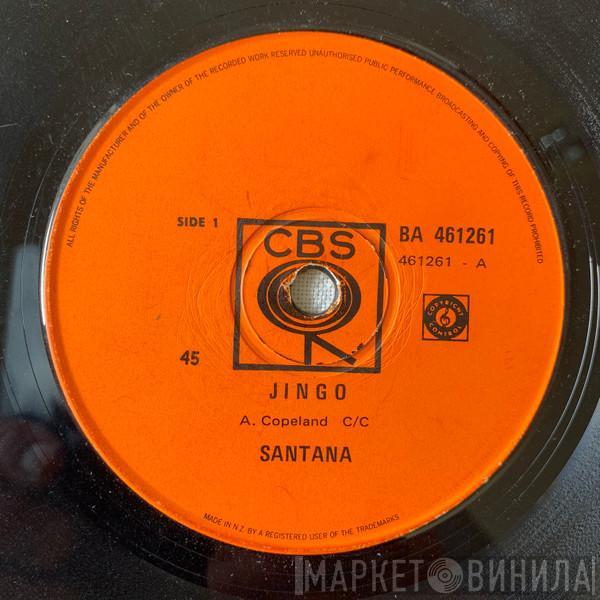 ALL RIGHTS OF THE MANUFACTURER AND OF THE OWNER OF THE RECORDED WORK RESERVED UNAUTHORISED PUBLIC PERFORMANCE BROADCASTING AND COPYING OF THIS RECORD PROHIBITED
SIDE 1
CBS
BA 461261
461261 - A
COPYRIGHT
CONTROL
45
JINGO
A. Copeland C/C
SANTANA
MADE IN N.Z. BY A REGISTERED USER OF THE TRADEMARKS
МАРКЕТ ВИНИЛА